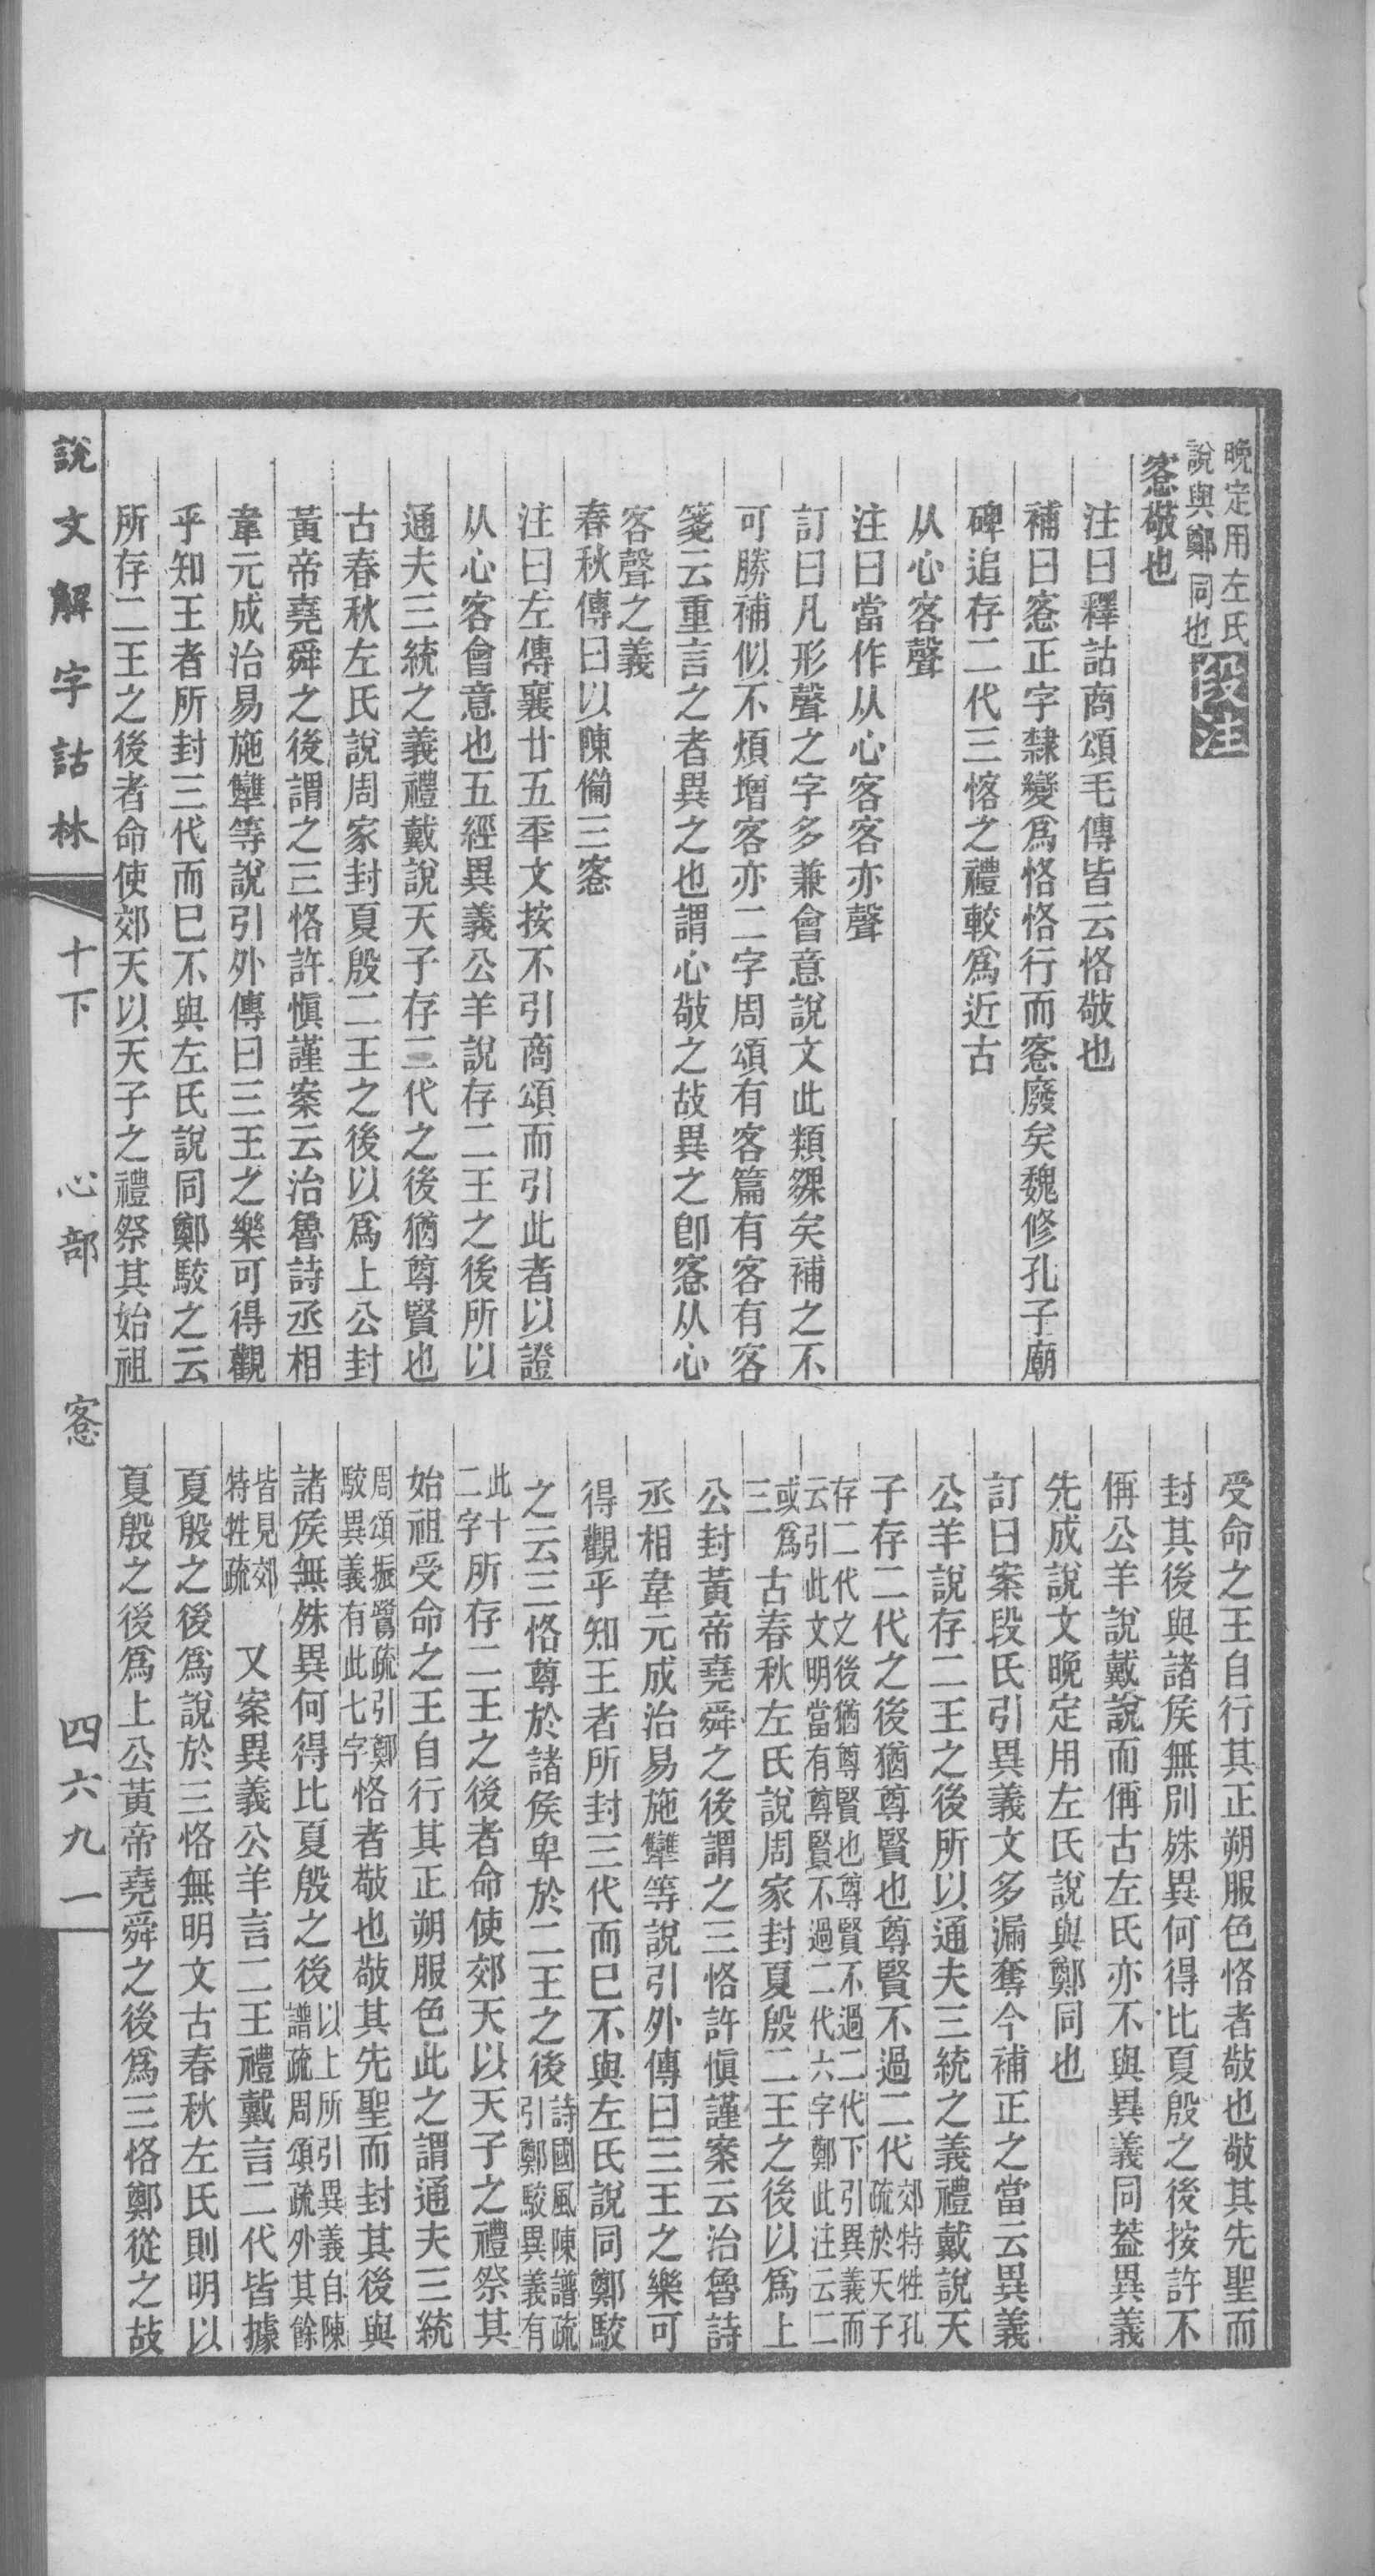 晚定用左氏
說與鄭同也
段注
愙敬也
注曰釋詁商頌毛傳皆云恪敬也
補曰愙正字隸變爲恪恪行而愙廢矣魏修孔子廟
碑追存二代三愘之禮較爲近古
从心客聲
注曰當作从心客客亦聲
訂曰凡形聲之字多兼會意說文此類夥矣補之不
可勝補似不煩增客亦二字周頌有客篇有客有客
箋云重言之者異之也謂心敬之故異之卽愙从心
客聲之義
春秋傳曰以陳僃三愙
注曰左傳襄廿五秊文按不引商頌而引此者以證
从心客會意也五經異義公羊說存二王之後所以
通夫三統之義禮戴說天子存二代之後猶尊賢也
古春秋左氏說周家封夏殷二王之後以爲上公封
黃帝堯舜之後謂之三恪許愼謹案云治魯詩丞相
韋元成治易施犨等說引外傳曰三王之樂可得觀
乎知王者所封三代而巳不與左氏說同鄭駮之云
所存二王之後者命使郊天以天子之禮祭其始祖
受命之王自行其正朔服色恪者敬也敬其先聖而
封其後與諸矦無別殊異何得比夏殷之後按許不
偁公羊說戴說而偁古左氏亦不與異義同葢異義
先成說文晚定用左氏說與鄭同也
訂曰案段氏引異義文多漏奪今補正之當云異義
公羊說存二王之後所以通夫三統之義禮戴說天
子存二代之後猶尊賢也尊賢不過二代郊特牲孔
疏於天子
存二代之後猶尊賢也尊賢不過二代下引異義而
云引此文明當有尊賢不過二代六字鄭此注云二
或爲
三
古春秋左氏說周家封夏殷二王之後以爲上
公封黃帝堯舜之後謂之三恪許愼謹案云治魯詩
丞相韋元成治易施犨等說引外傳曰三王之樂可
得觀乎知王者所封三代而巳不與左氏說同鄭駮
之云三恪尊於諸矦卑於二王之後詩國風陳譜疏
引鄭駮異義有
此十
二字
所存二王之後者命使郊天以天子之禮祭其
始祖受命之王自行其正朔服色此之謂通夫三統
周頌振鷺疏引鄭
駮異義有此七字
恪者敬也敬其先聖而封其後與
諸矦無殊異何得比夏殷之後以上所引異義自陳
譜疏周頌疏外其餘
皆見郊
特牲疏
又案異義公羊言二王禮戴言二代皆據
夏殷之後爲說於三恪無明文古春秋左氏則明以
夏殷之後爲上公黃帝堯舜之後爲三恪鄭從之故
說文解字詁林
十下
心部
愙
四六九一